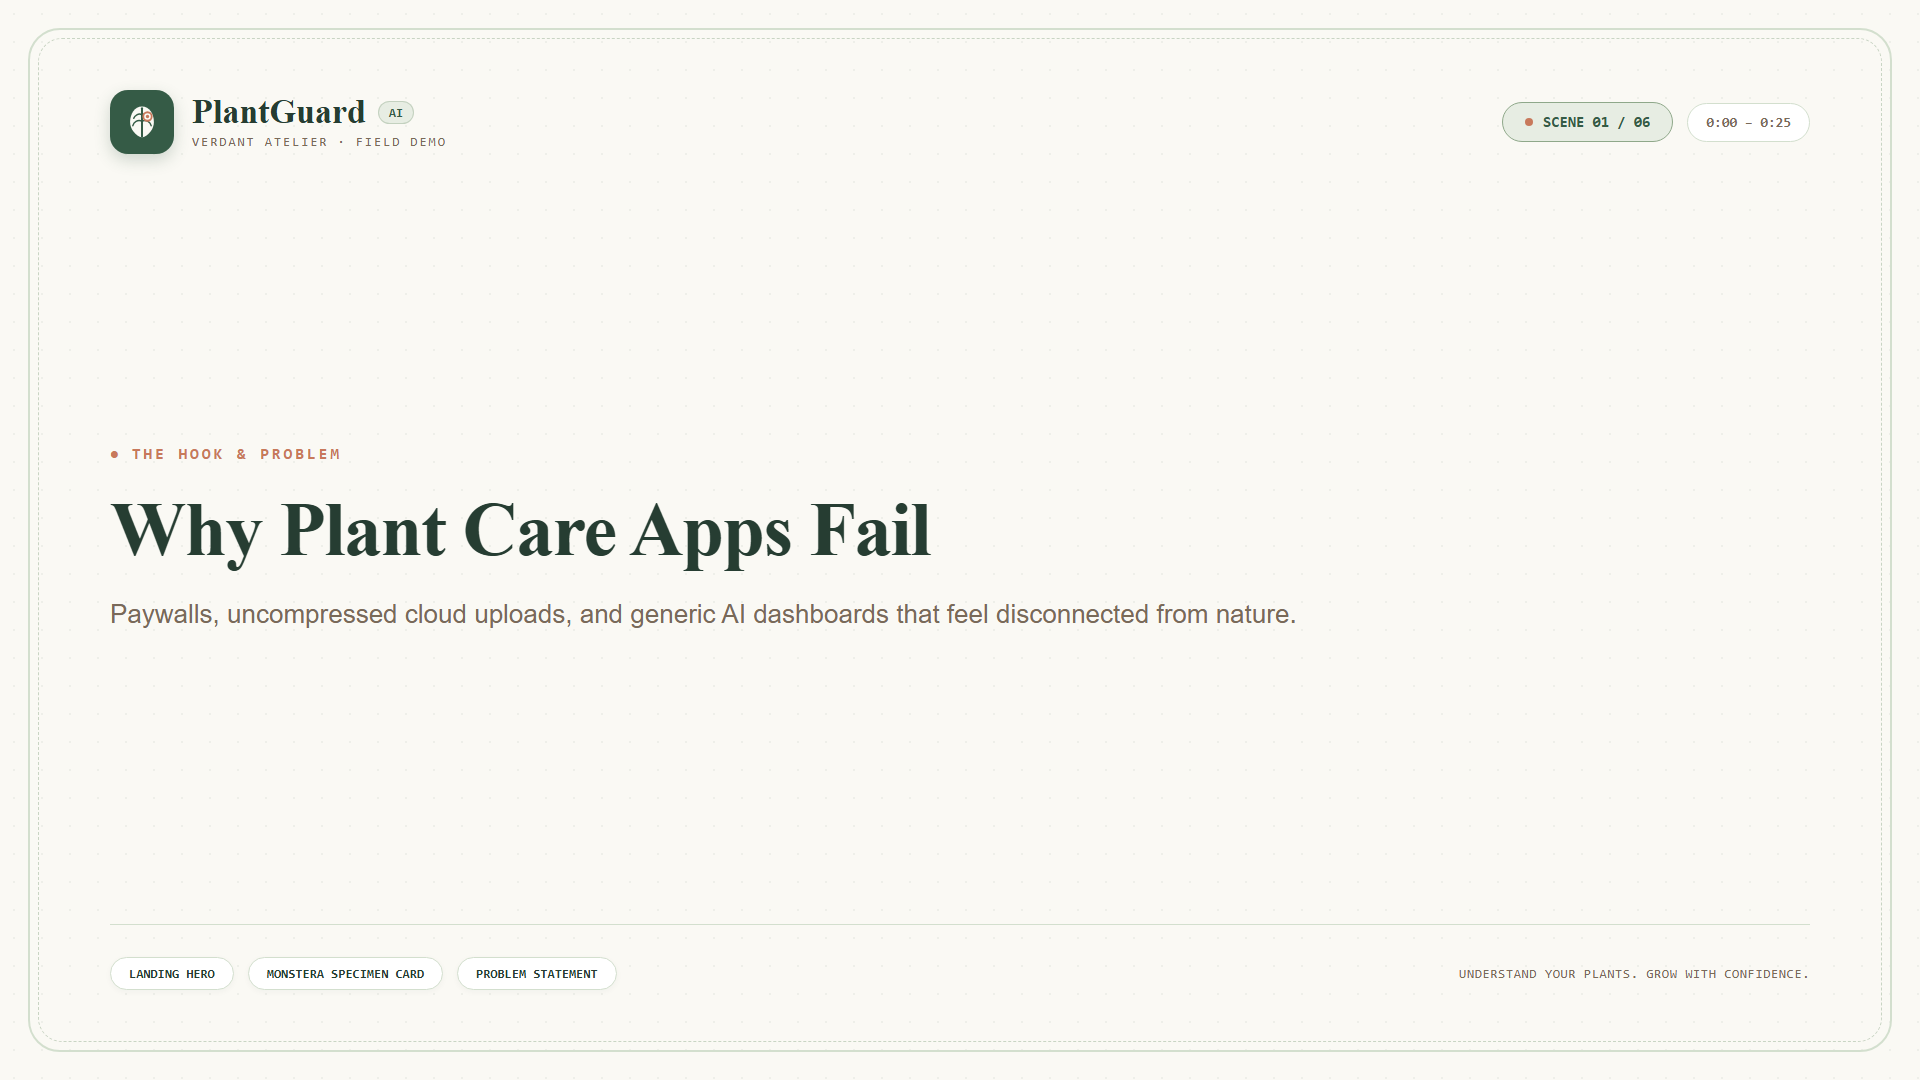 PlantGuard AI
VERDANT ATELIER · FIELD DEMO
SCENE 01 / 06
0:00 – 0:25
THE HOOK & PROBLEM
Why Plant Care Apps Fail
Paywalls, uncompressed cloud uploads, and generic AI dashboards that feel disconnected from nature.
LANDING HERO
MONSTERA SPECIMEN CARD
PROBLEM STATEMENT
UNDERSTAND YOUR PLANTS. GROW WITH CONFIDENCE.